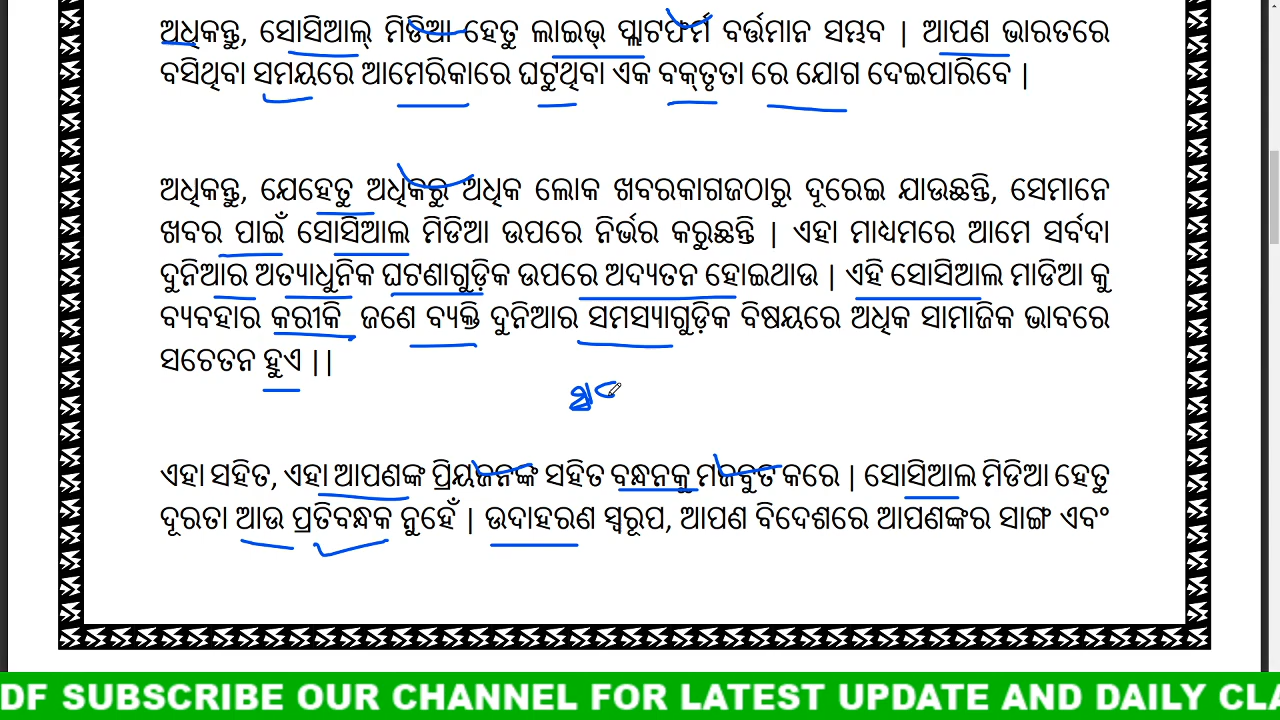 ଅଧିକନ୍ତୁ, ସୋସିଆଲ୍ ମିଡିଆ ହେତୁ ଲାଇଭ୍ ପ୍ଲାଟଫର୍ମ ବର୍ତ୍ତମାନ ସମ୍ଭବ | ଆପଣ ଭାରତରେ
ବସିଥିବା ସମୟରେ ଆମେରିକାରେ ଘଟୁଥିବା ଏକ ବକ୍ତୃତା ରେ ଯୋଗ ଦେଇପାରିବେ |
ଅଧିକନ୍ତୁ, ଯେହେତୁ ଅଧିକରୁ ଅଧିକ ଲୋକ ଖବରକାଗଜଠାରୁ ଦୂରେଇ ଯାଉଛନ୍ତି, ସେମାନେ
ଖବର ପାଇଁ ସୋସିଆଲ ମିଡିଆ ଉପରେ ନିର୍ଭର କରୁଛନ୍ତି | ଏହା ମାଧ୍ୟମରେ ଆମେ ସର୍ବଦା
ଦୁନିଆର ଅତ୍ୟାଧୁନିକ ଘଟଣାଗୁଡ଼ିକ ଉପରେ ଅଦ୍ୟତନ ହୋଇଥାଉ | ଏହି ସୋସିଆଲ ମାଡିଆ କୁ
ବ୍ୟବହାର କରୀକି ଜଣେ ବ୍ୟକ୍ତି ଦୁନିଆର ସମସ୍ୟାଗୁଡ଼ିକ ବିଷୟରେ ଅଧିକ ସାମାଜିକ ଭାବରେ
ସଚେତନ ହୁଏ ||
ଏହା ସହିତ, ଏହା ଆପଣଙ୍କ ପ୍ରିୟଜନଙ୍କ ସହିତ ବନ୍ଧନକୁ ମଜବୁତ କରେ | ସୋସିଆଲ ମିଡିଆ ହେତୁ
ଦୂରତା ଆଉ ପ୍ରତିବନ୍ଧକ ନୁହେଁ | ଉଦାହରଣ ସ୍ୱରୂପ, ଆପଣ ବିଦେଶରେ ଆପଣଙ୍କର ସାଙ୍ଗ ଏବଂ
DF SUBSCRIBE OUR CHANNEL FOR LATEST UPDATE AND DAILY CLA